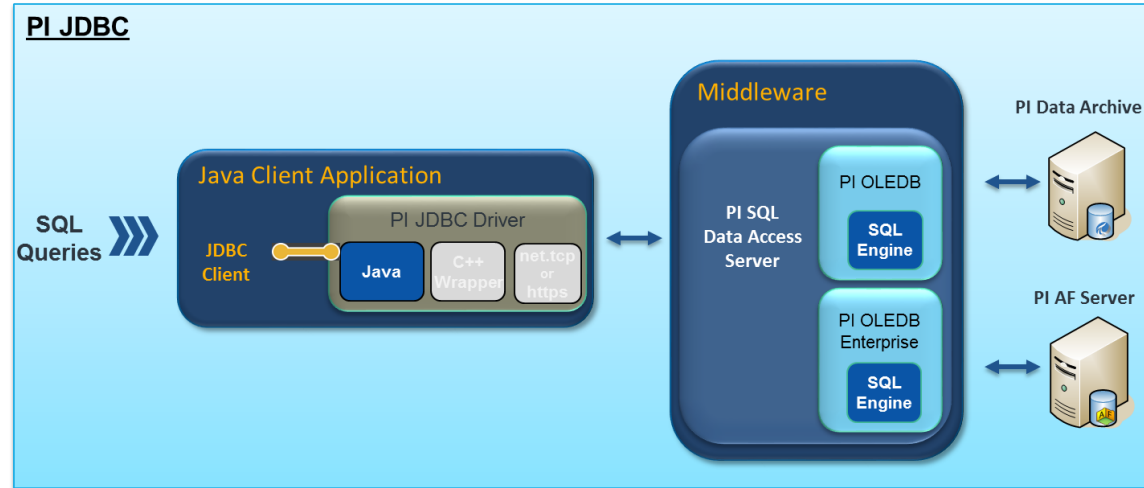 PI JDBC
SQL
Queries
Java Client Application
JDBC
Client
PI JDBC Driver
Java
C++
Wrapper
net.tcp
or
https
Middleware
PI SQL
Data Access
Server
PI OLEDB
SQL
Engine
PI OLEDB
Enterprise
SQL
Engine
PI Data Archive
PI AF Server
AF